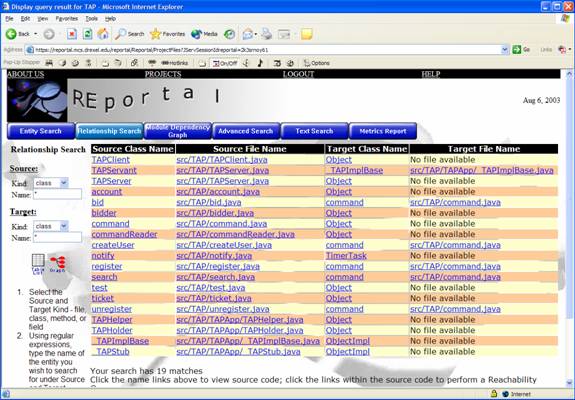 Display query result for TAP - Microsoft Internet Explorer
File Edit View Favorites Tools Help
Back Search Favorites Media
Address https://reportal.mcs.drexel.edu/reportal/Reportal/ProjectFiles?JServSessionIdreportal=
Go Links
Pop-Up Stopper HotLinks On/Off Options
ABOUT US PROJECTS LOGOUT HELP
REportal
Aug 6, 2003
Entity Search Relationship Search Module Dependency Graph Advanced Search Text Search Metrics Report
Relationship Search
Source:
Kind: class
Name: *
Target:
Kind: class
Name: *
Table List Graph
1. Select the
Source and
Target Kind - file,
class, method, or
field
2. Using regular
expressions,
type the name of
the entity you
wish to
search for under
Source and
Source Class Name Source File Name Target Class Name Target File Name
TAPClient src/TAP/TAPClient.java Object No file available
TAPServant src/TAP/TAPServer.java _TAPImplBase src/TAP/TAPApp/_TAPImplBase.java
TAPServer src/TAP/TAPServer.java Object No file available
account src/TAP/account.java Object No file available
bid src/TAP/bid.java command src/TAP/command.java
bidder src/TAP/bidder.java Object No file available
command src/TAP/command.java Object No file available
commandReader src/TAP/commandReader.java Object No file available
createUser src/TAP/createUser.java command src/TAP/command.java
notify src/TAP/notify.java TimerTask No file available
register src/TAP/register.java command src/TAP/command.java
search src/TAP/search.java command src/TAP/command.java
test src/TAP/test.java Object No file available
ticket src/TAP/ticket.java Object No file available
unregister src/TAP/unregister.java command src/TAP/command.java
TAPHelper src/TAP/TAPApp/TAPHelper.java Object No file available
TAPHolder src/TAP/TAPApp/TAPHolder.java Object No file available
_TAPImplBase src/TAP/TAPApp/_TAPImplBase.java ObjectImpl No file available
_TAPStub src/TAP/TAPApp/_TAPStub.java ObjectImpl No file available
Your search has 19 matches
Click the name links above to view source code; click the links within the source code to perform a Reachability
Internet